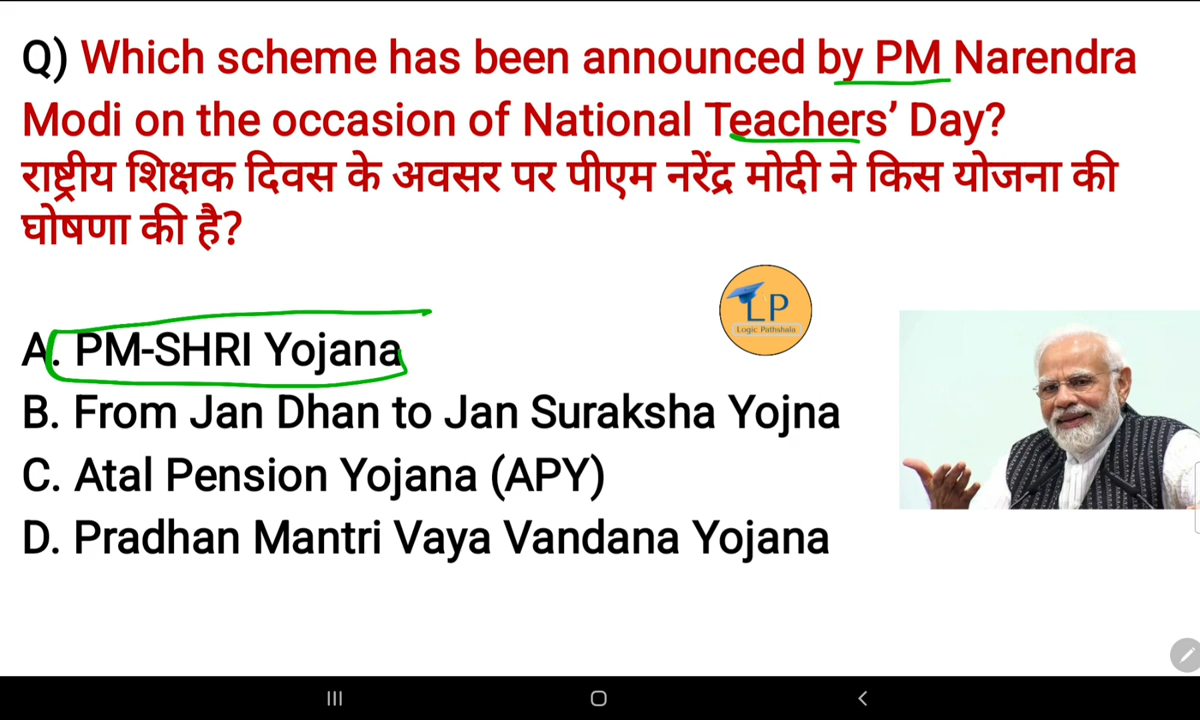 Q) Which scheme has been announced by PM Narendra
Modi on the occasion of National Teachers’ Day?
राष्ट्रीय शिक्षक दिवस के अवसर पर पीएम नरेंद्र मोदी ने किस योजना की
घोषणा की है?
LP
Logic Pathshala
A. PM-SHRI Yojana
B. From Jan Dhan to Jan Suraksha Yojna
C. Atal Pension Yojana (APY)
D. Pradhan Mantri Vaya Vandana Yojana